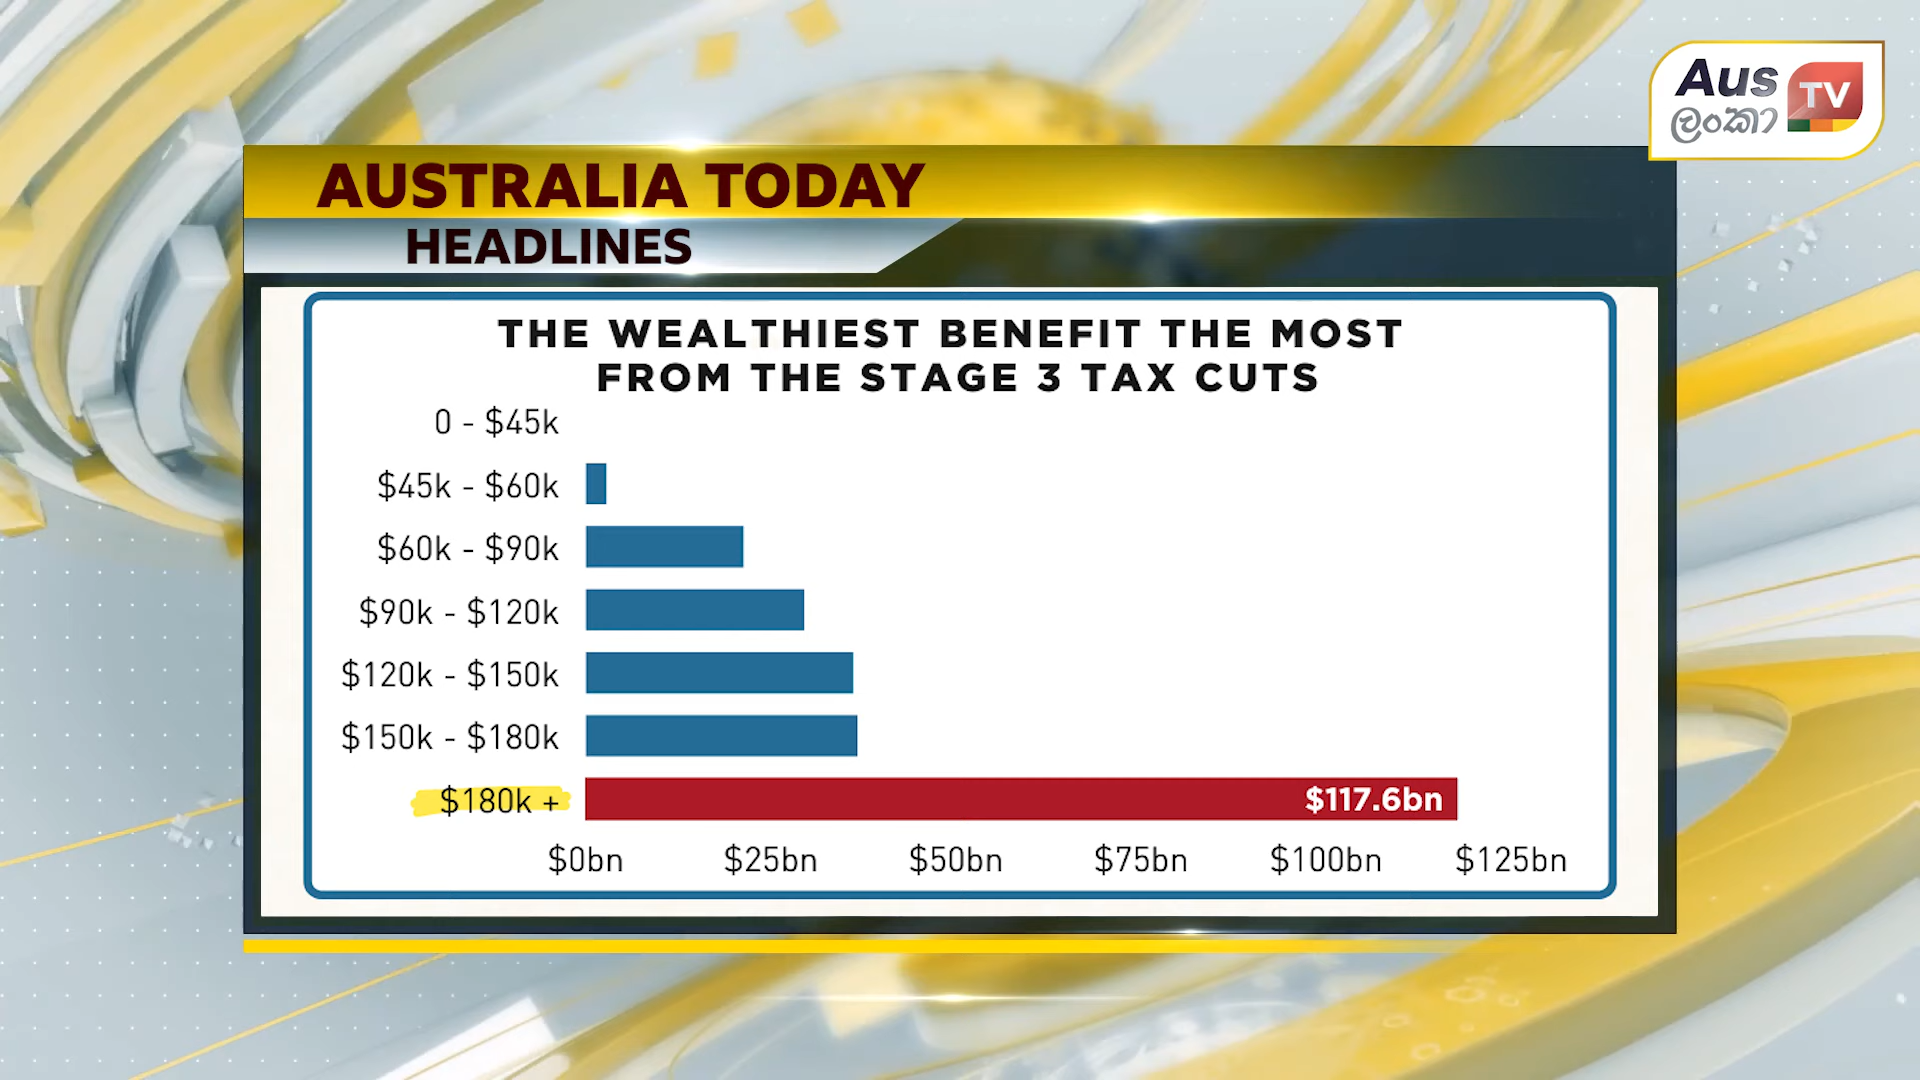 Aus
ලංකා
TV
AUSTRALIA TODAY
HEADLINES
THE WEALTHIEST BENEFIT THE MOST
FROM THE STAGE 3 TAX CUTS
0 - $45k
$45k - $60k
$60k - $90k
$90k - $120k
$120k - $150k
$150k - $180k
$180k + $117.6bn
$0bn $25bn $50bn $75bn $100bn $125bn